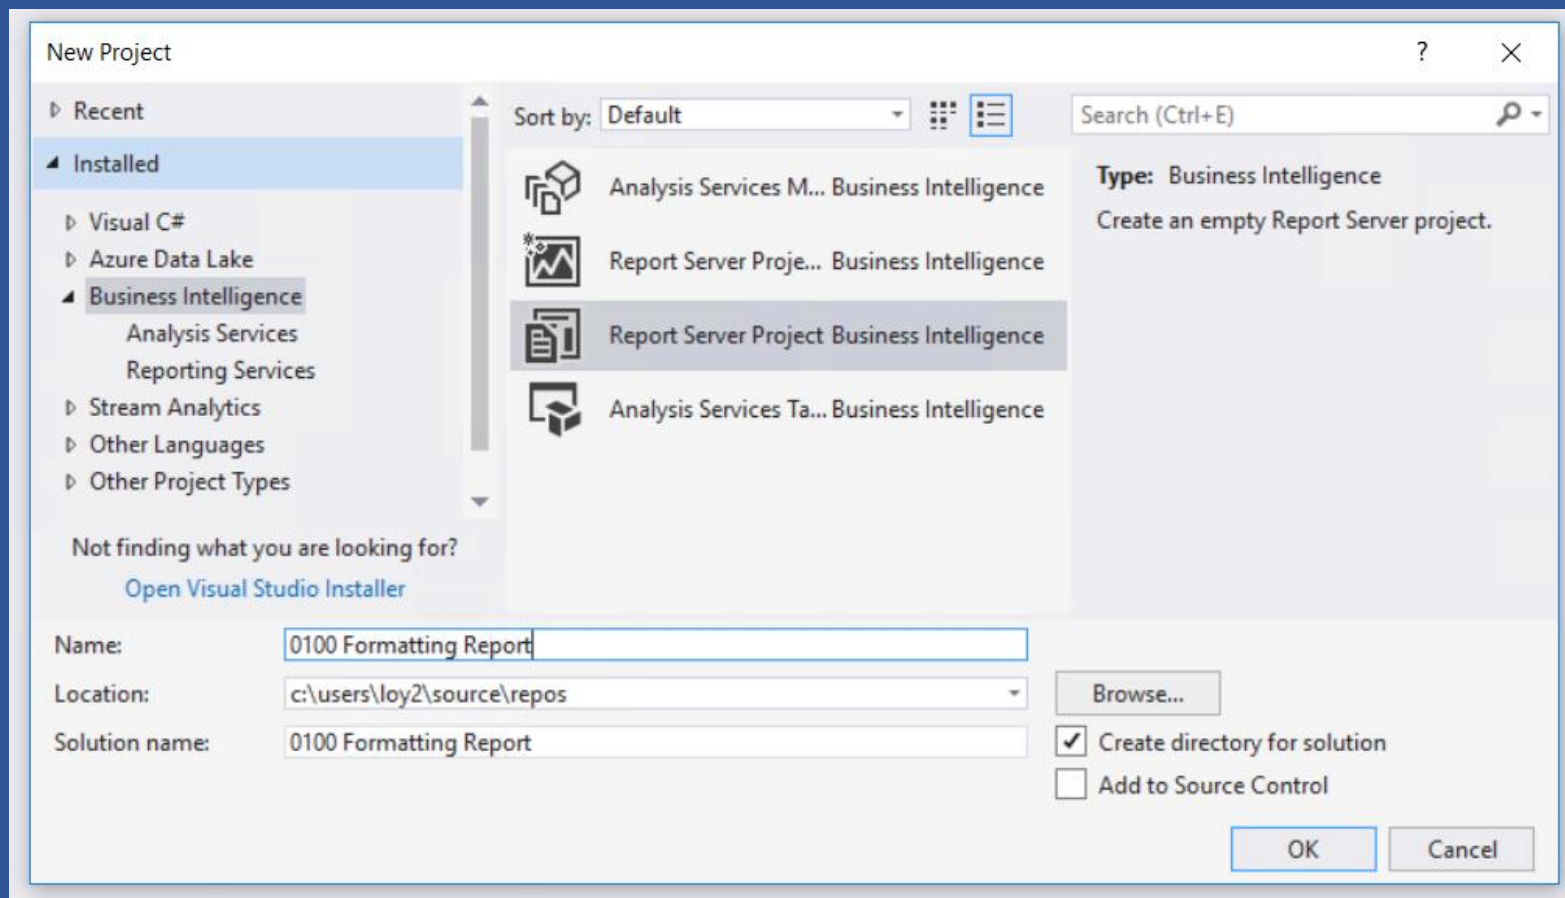 New Project
?
Recent
Installed
Visual C#
Azure Data Lake
Business Intelligence
Analysis Services
Reporting Services
Stream Analytics
Other Languages
Other Project Types
Not finding what you are looking for?
Open Visual Studio Installer
Sort by: Default
Analysis Services M... Business Intelligence
Report Server Proje... Business Intelligence
Report Server Project Business Intelligence
Analysis Services Ta... Business Intelligence
Search (Ctrl+E)
Type: Business Intelligence
Create an empty Report Server project.
Name: 0100 Formatting Report
Location: c:\users\loy2\source\repos
Browse...
Solution name: 0100 Formatting Report
Create directory for solution
Add to Source Control
OK Cancel